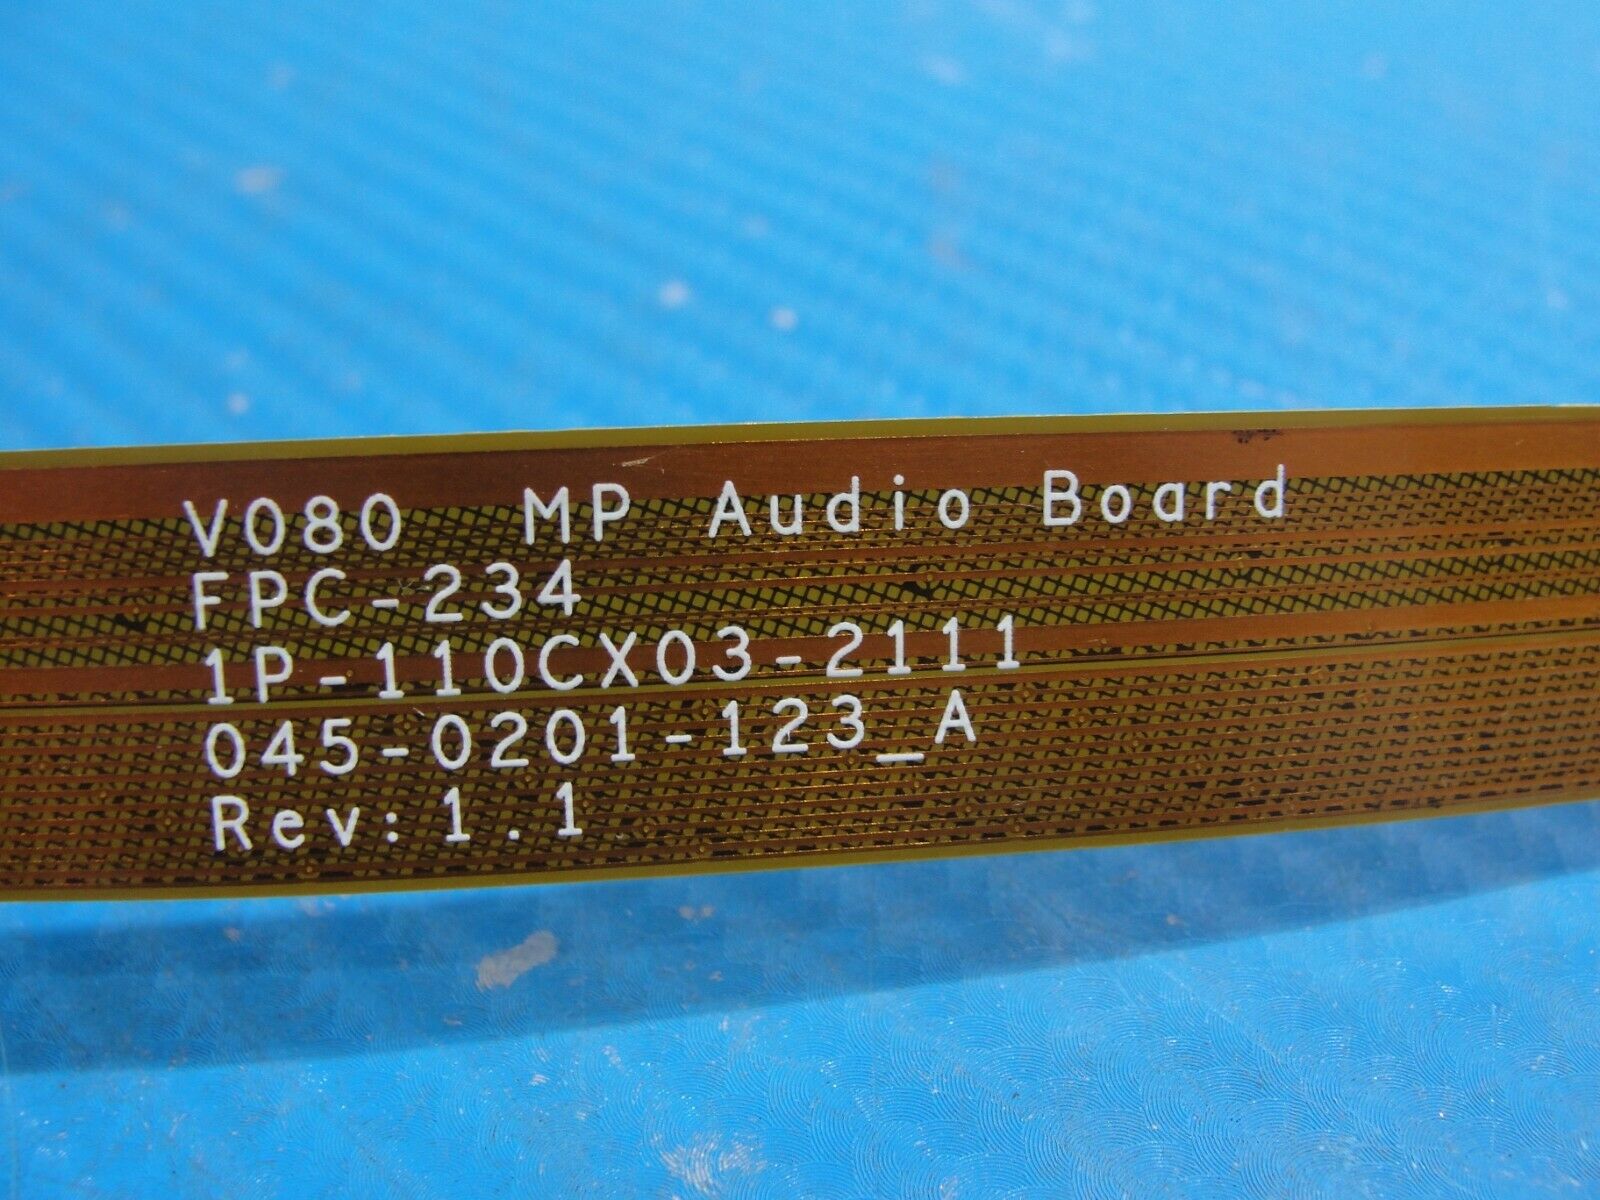 V080 MP Audio Board
FPC-234
1P-110CX03-2111
045-0201-123_A
Rev: 1.1